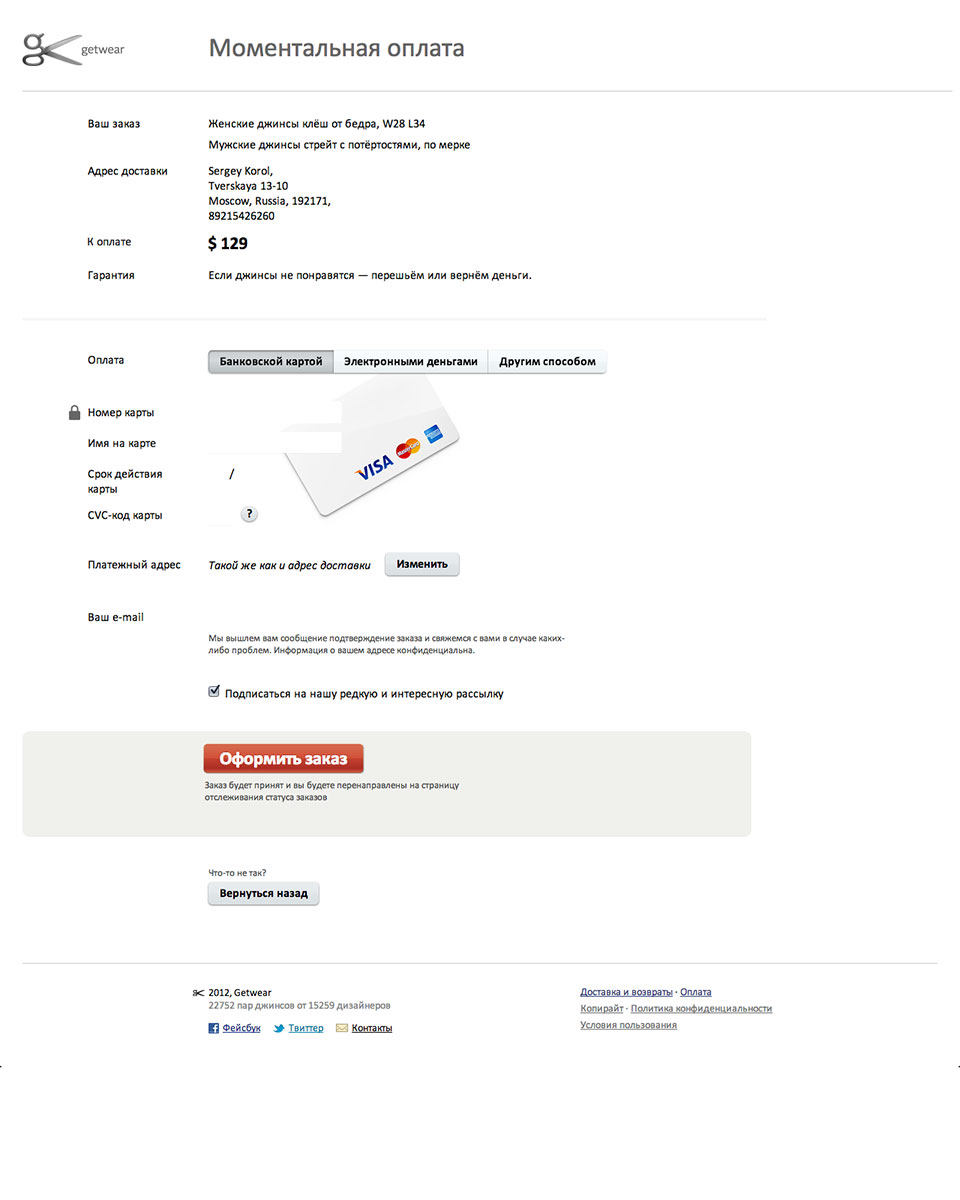 getwear
Моментальная оплата
Ваш заказ
Женские джинсы клёш от бедра, W28 L34
Мужские джинсы стрейт с потёртостями, по мерке
Адрес доставки
Sergey Korol,
Tverskaya 13-10
Moscow, Russia, 192171,
89215426260
К оплате
$ 129
Гарантия
Если джинсы не понравятся — перешьём или вернём деньги.
Оплата
Банковской картой
Электронными деньгами
Другим способом
Номер карты
Имя на карте
Срок действия
карты
/
CVC-код карты
?
VISA
MasterCard
Платежный адрес
Такой же как и адрес доставки
Изменить
Ваш e-mail
Мы вышлем вам сообщение подтверждение заказа и свяжемся с вами в случае каких-
либо проблем. Информация о вашем адресе конфиденциальна.
Подписаться на нашу редкую и интересную рассылку
Оформить заказ
Заказ будет принят и вы будете перенаправлены на страницу
отслеживания статуса заказов
Что-то не так?
Вернуться назад
2012, Getwear
22752 пар джинсов от 15259 дизайнеров
Фейсбук
Твиттер
Контакты
Доставка и возвраты · Оплата
Копирайт · Политика конфиденциальности
Условия пользования